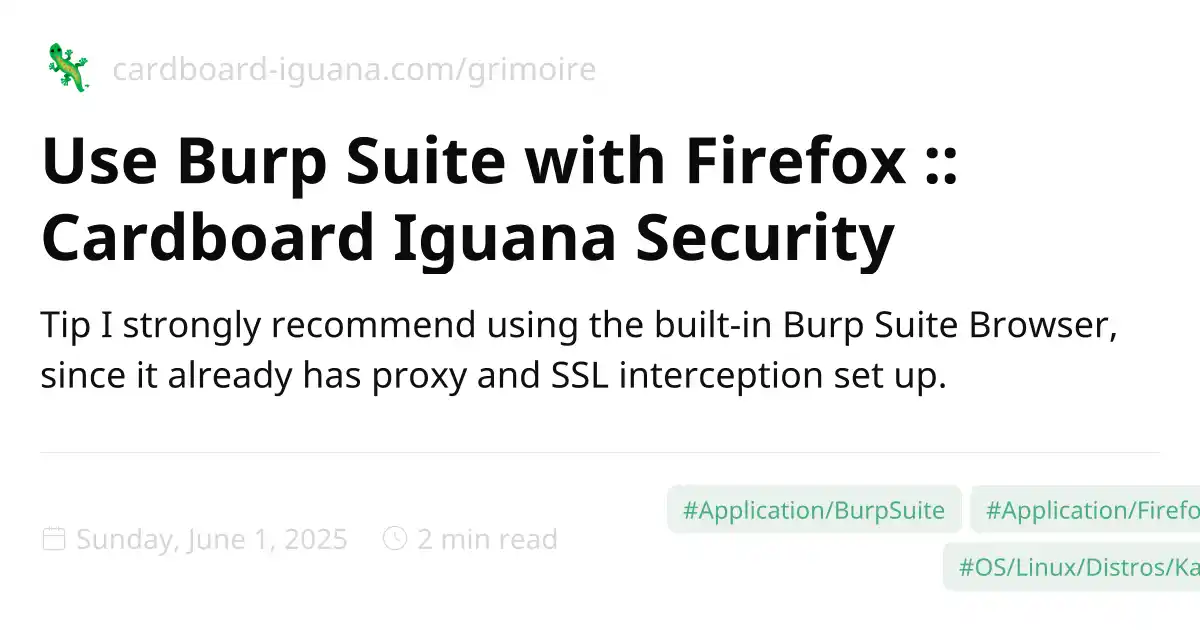 cardboard-iguana.com/grimoire
Use Burp Suite with Firefox ::
Cardboard Iguana Security
Tip I strongly recommend using the built-in Burp Suite Browser,
since it already has proxy and SSL interception set up.
#Application/BurpSuite #Application/Firefo
Sunday, June 1, 2025 2 min read
#OS/Linux/Distros/Ka